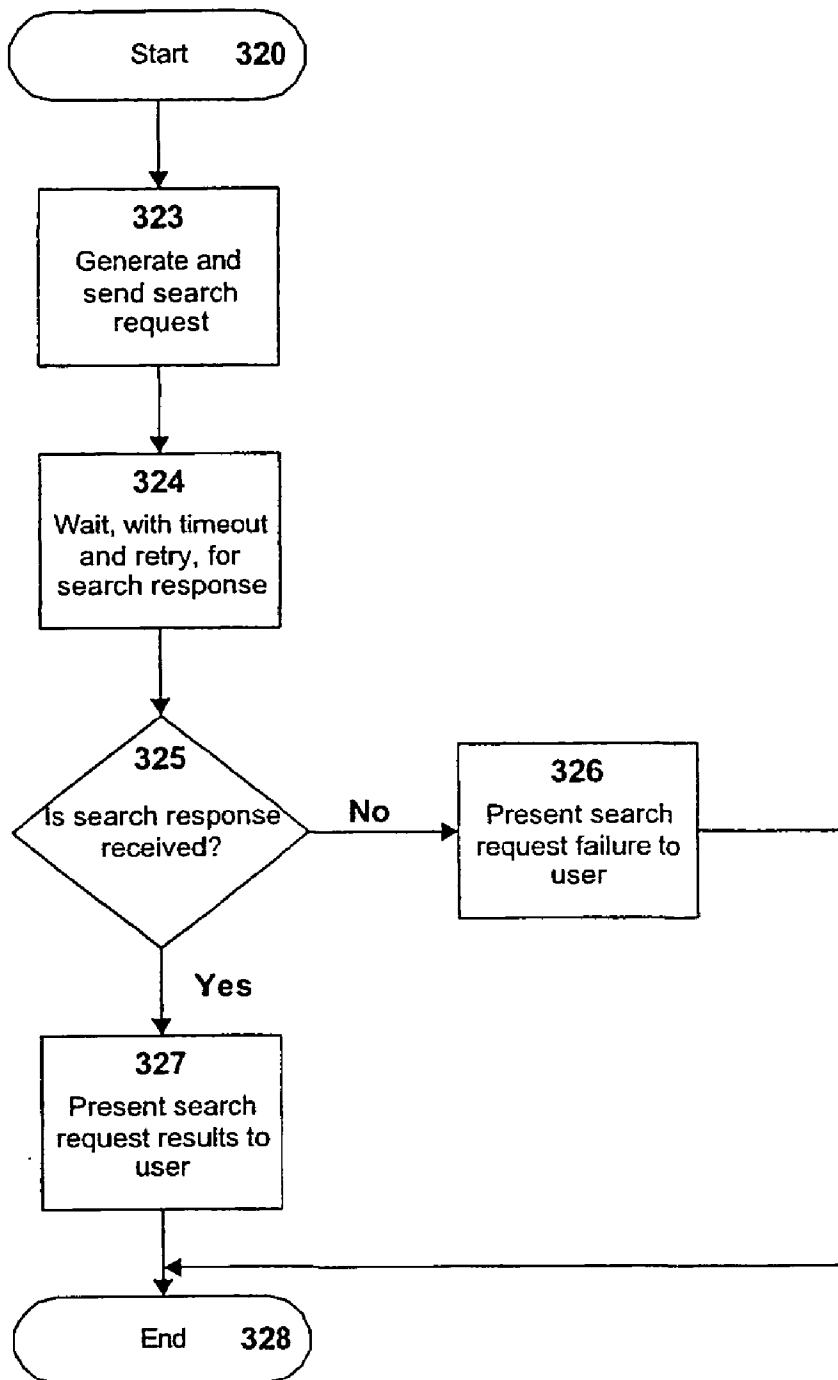 Start 320
323
Generate and
send search
request
324
Wait, with timeout
and retry, for
search response
325
Is search response
received?
No
326
Present search
request failure to
user
Yes
327
Present search
request results to
user
End 328